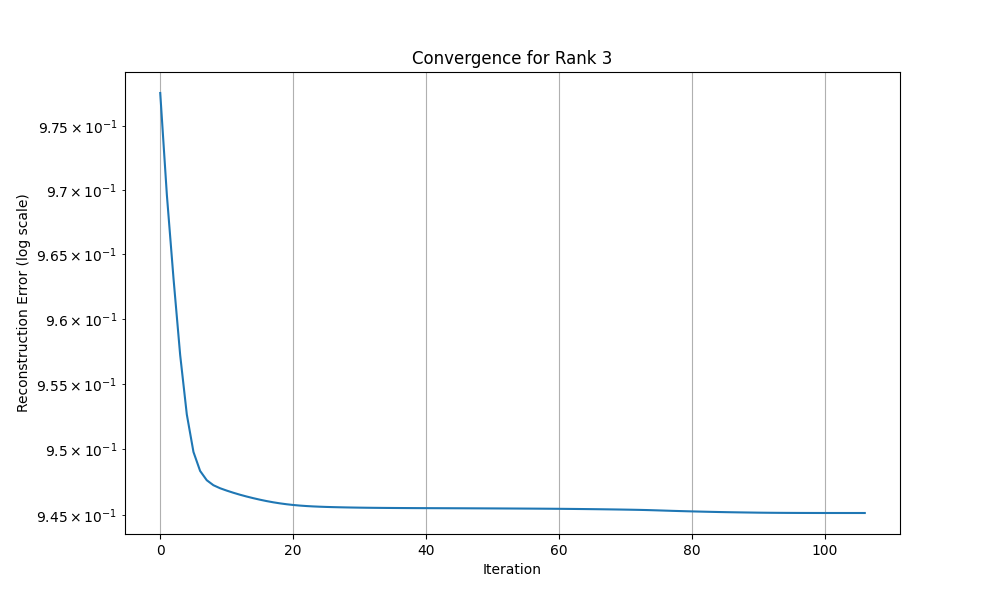 Convergence for Rank 3
Reconstruction Error (log scale)
9.75 × 10⁻¹
9.7 × 10⁻¹
9.65 × 10⁻¹
9.6 × 10⁻¹
9.55 × 10⁻¹
9.5 × 10⁻¹
9.45 × 10⁻¹
0 20 40 60 80 100
Iteration